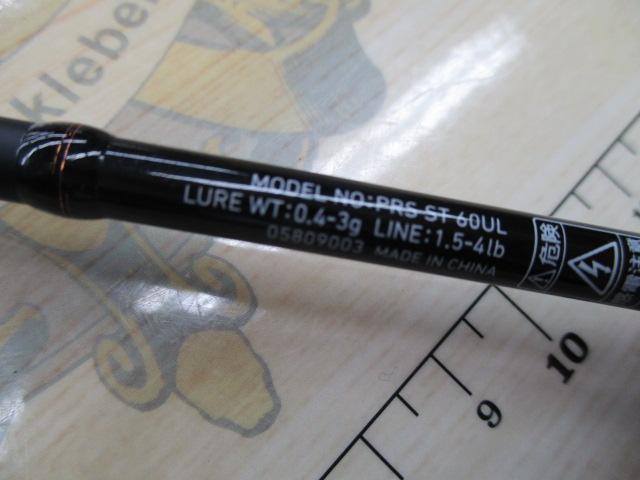 kleber
MODEL NO:PRS ST 60UL
LURE WT:0.4-3g LINE:1.5-4lb
05809003 MADE IN CHINA
危険
9
10